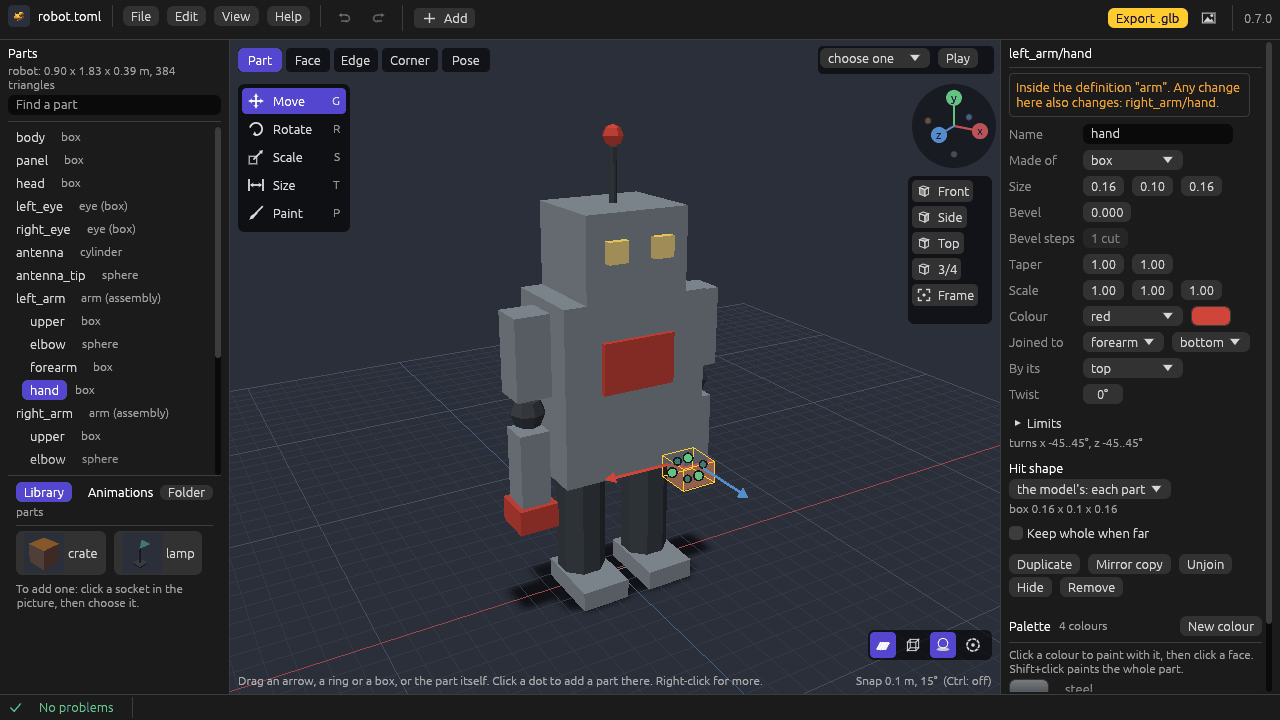 robot.toml File Edit View Help Add Export .glb 0.7.0
Parts
robot: 0.90 x 1.83 x 0.39 m, 384
triangles
Find a part
body box
panel box
head box
left_eye eye (box)
right_eye eye (box)
antenna cylinder
antenna_tip sphere
left_arm arm (assembly)
upper box
elbow sphere
forearm box
hand box
right_arm arm (assembly)
upper box
elbow sphere
Library Animations Folder
parts
crate lamp
To add one: click a socket in the
picture, then choose it.
Part Face Edge Corner Pose
Move G
Rotate R
Scale S
Size T
Paint P
choose one Play
y
x
z
Front
Side
Top
3/4
Frame
Drag an arrow, a ring or a box, or the part itself. Click a dot to add a part there. Right-click for more.
Snap 0.1 m, 15° (Ctrl: off)
left_arm/hand
Inside the definition "arm". Any change
here also changes: right_arm/hand.
Name hand
Made of box
Size 0.16 0.10 0.16
Bevel 0.000
Bevel steps 1 cut
Taper 1.00 1.00
Scale 1.00 1.00 1.00
Colour red
Joined to forearm bottom
By its top
Twist 0°
Limits
turns x -45..45°, z -45..45°
Hit shape
the model's: each part
box 0.16 x 0.1 x 0.16
Keep whole when far
Duplicate Mirror copy Unjoin
Hide Remove
Palette 4 colours New colour
Click a colour to paint with it, then click a face.
Shift+click paints the whole part.
steel
No problems